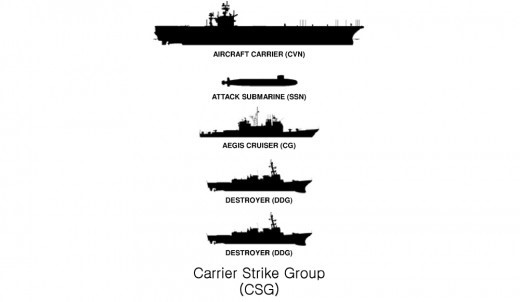 AIRCRAFT CARRIER (CVN)
ATTACK SUBMARINE (SSN)
AEGIS CRUISER (CG)
DESTROYER (DDG)
DESTROYER (DDG)
Carrier Strike Group
(CSG)